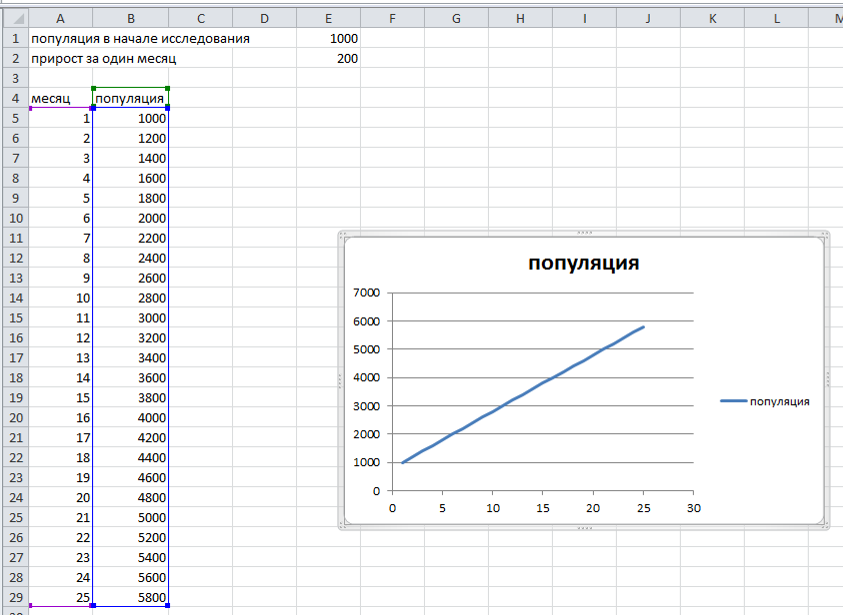 A B C D E F G H I J K L M
1 популяция в начале исследования 1000
2 прирост за один месяц 200
3
4 месяц популяция
5 1 1000
6 2 1200
7 3 1400
8 4 1600
9 5 1800
10 6 2000
11 7 2200
12 8 2400
13 9 2600
14 10 2800
15 11 3000
16 12 3200
17 13 3400
18 14 3600
19 15 3800
20 16 4000
21 17 4200
22 18 4400
23 19 4600
24 20 4800
25 21 5000
26 22 5200
27 23 5400
28 24 5600
29 25 5800
популяция
7000
6000
5000
4000
3000
2000
1000
0
0 5 10 15 20 25 30
популяция